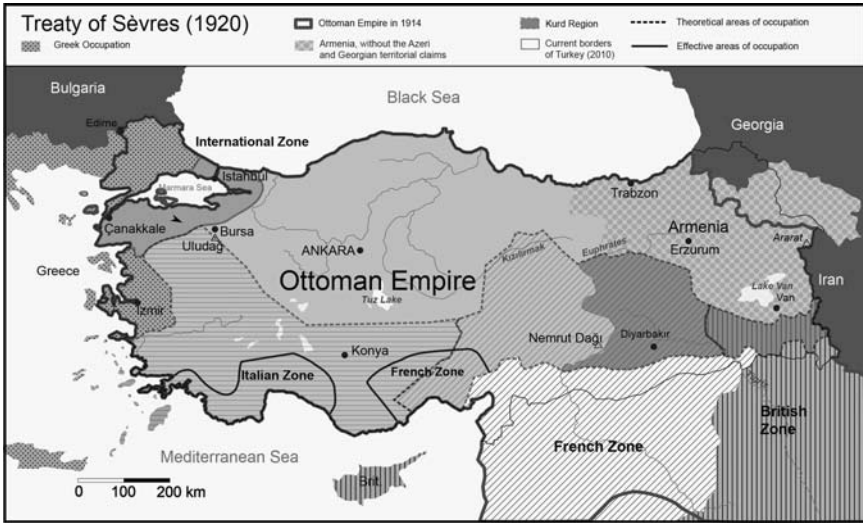 Treaty of Sèvres (1920)
Greek Occupation
Ottoman Empire in 1914
Armenia, without the Azeri
and Georgian territorial claims
Kurd Region
Current borders
of Turkey (2010)
Theoretical areas of occupation
Effective areas of occupation
Bulgaria
Black Sea
Georgia
Edirne
International Zone
Istanbul
Marmara Sea
Trabzon
Çanakkale
Bursa
Uludağ
ANKARA
Kızılırmak
Euphrates
Armenia
Erzurum
Ararat
Greece
Ottoman Empire
Tuz Lake
Iran
Lake Van
Van
İzmir
Nemrut Dağı
Diyarbakır
Konya
Italian Zone
French Zone
Tigris
British
Zone
French Zone
Mediterranean Sea
Brit.
0 100 200 km